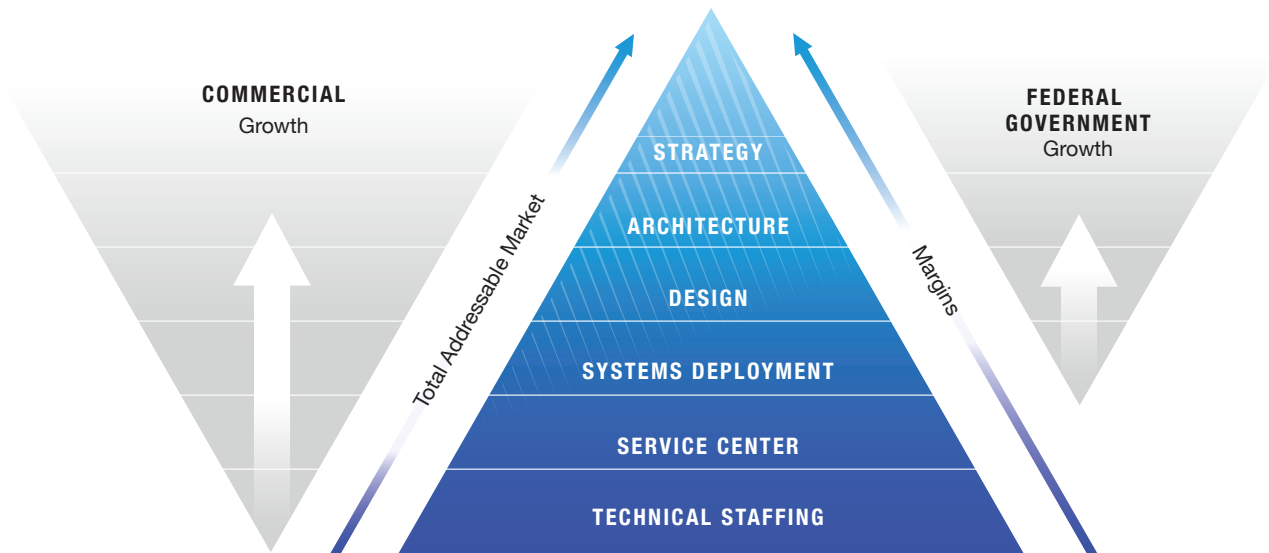 COMMERCIAL
Growth
Total Addressable Market
STRATEGY
ARCHITECTURE
DESIGN
SYSTEMS DEPLOYMENT
SERVICE CENTER
TECHNICAL STAFFING
Margins
FEDERAL
GOVERNMENT
Growth